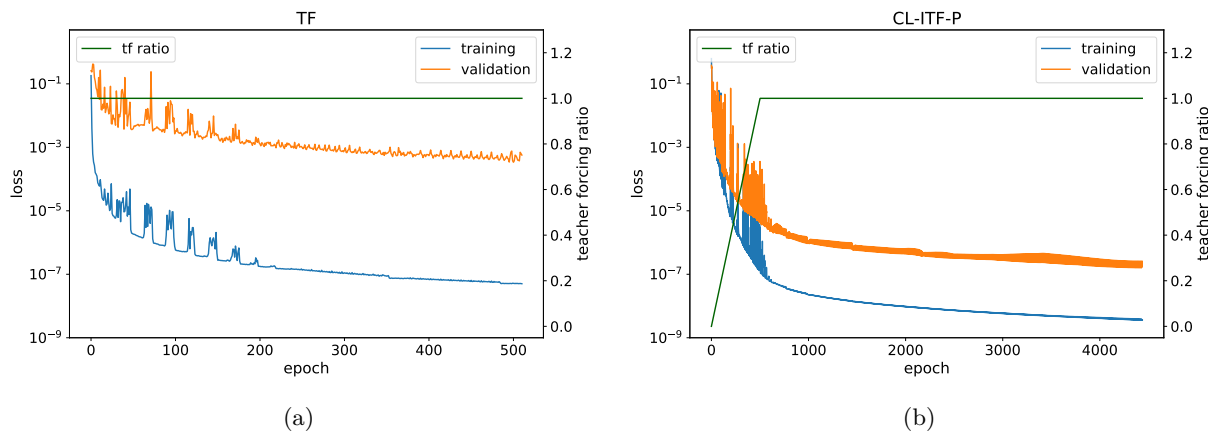 TF
tf ratio
training
validation
10⁻¹
10⁻³
10⁻⁵
10⁻⁷
10⁻⁹
loss
1.2
1.0
0.8
0.6
0.4
0.2
0.0
teacher forcing ratio
0 100 200 300 400 500
epoch
(a)
CL-ITF-P
tf ratio
training
validation
10⁻¹
10⁻³
10⁻⁵
10⁻⁷
10⁻⁹
loss
1.2
1.0
0.8
0.6
0.4
0.2
0.0
teacher forcing ratio
0 1000 2000 3000 4000
epoch
(b)